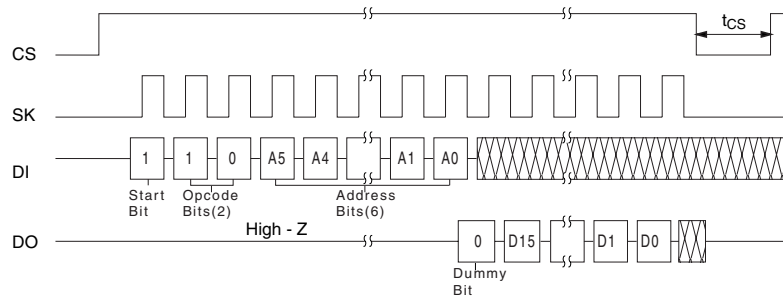 tCS
CS
SK
DI
1 1 0 A5 A4 A1 A0
Start
Bit
Opcode
Bits(2)
Address
Bits(6)
High - Z
DO
0 D15 D1 D0
Dummy
Bit